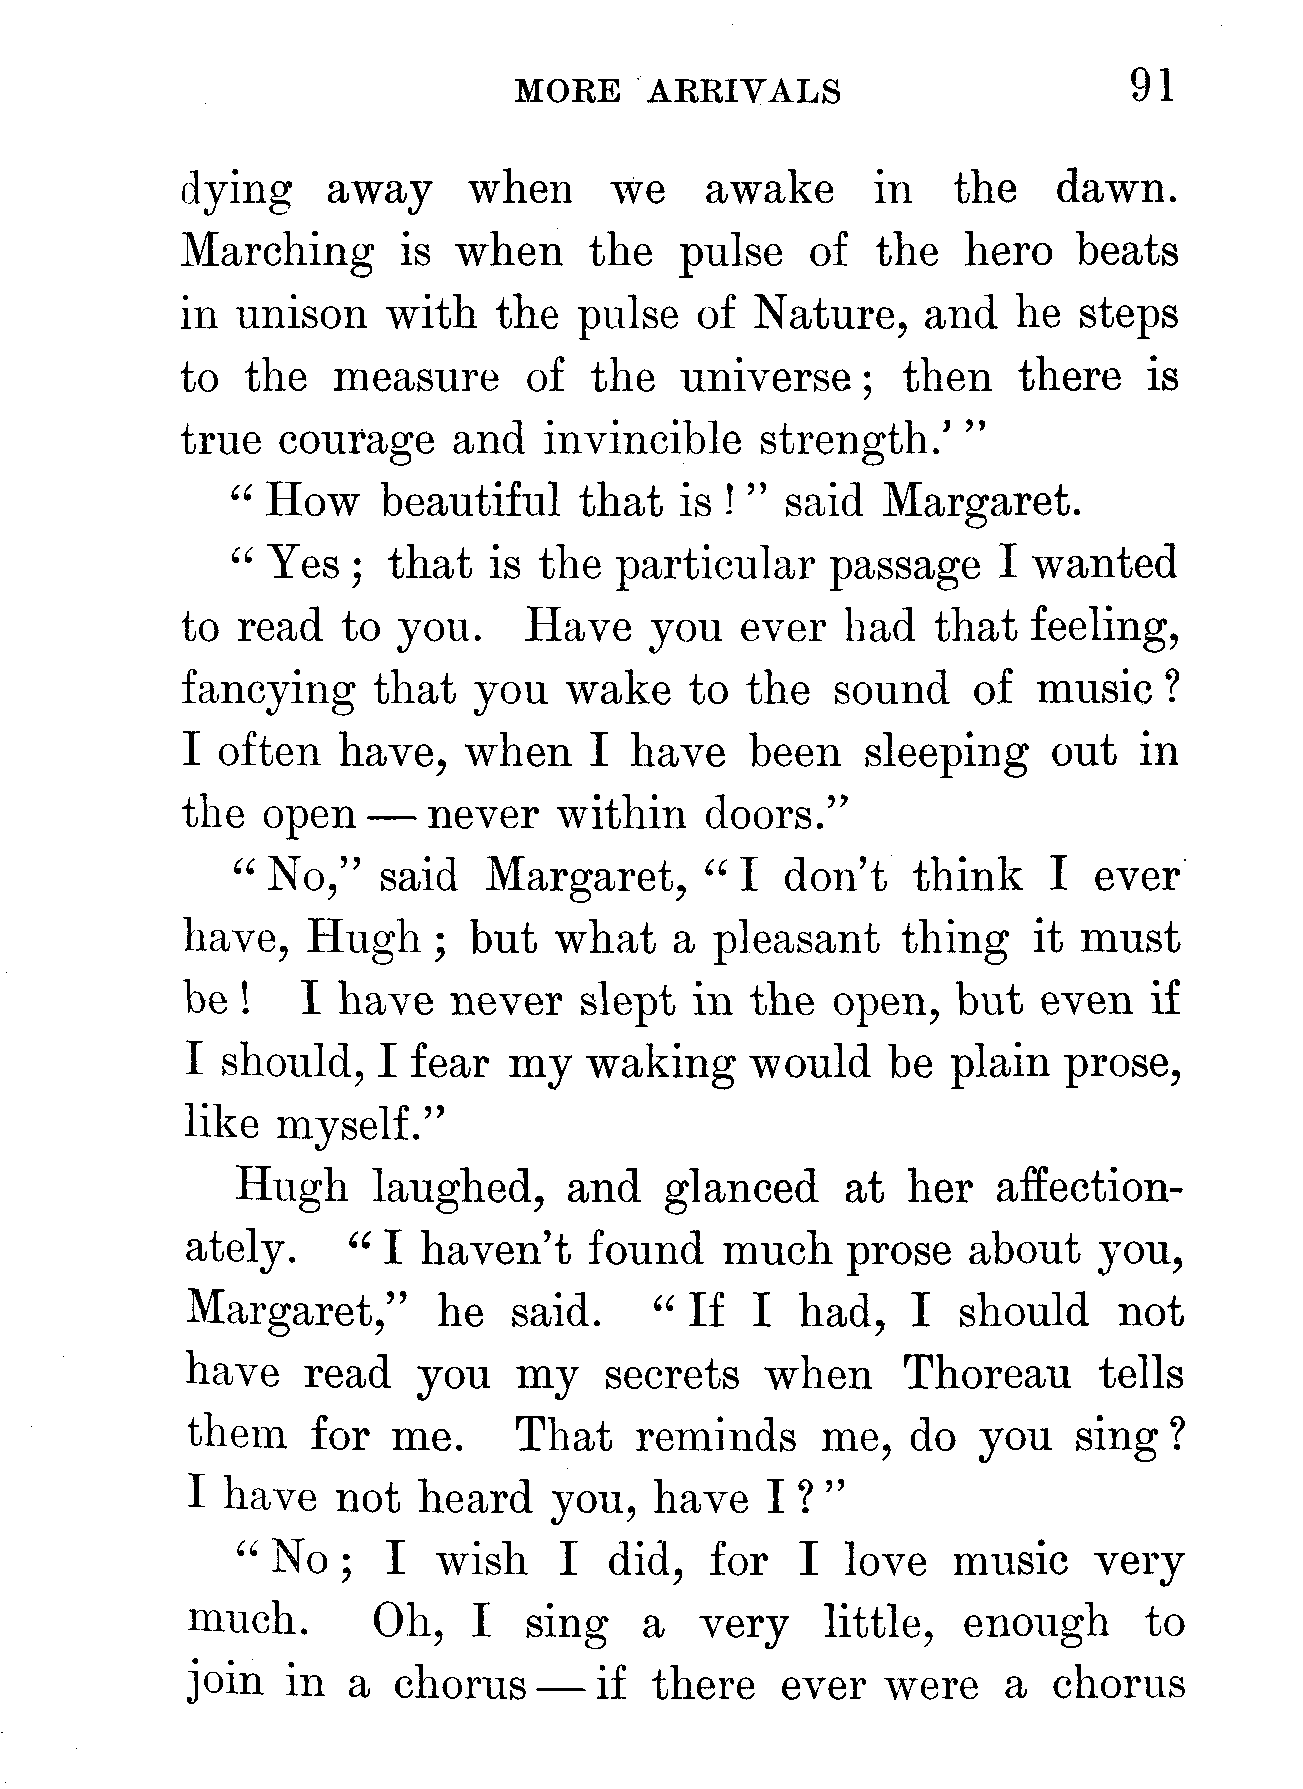 MORE ARRIVALS 91
dying away when we awake in the dawn.
Marching is when the pulse of the hero beats
in unison with the pulse of Nature, and he steps
to the measure of the universe; then there is
true courage and invincible strength.' "
"How beautiful that is!" said Margaret.
"Yes; that is the particular passage I wanted
to read to you. Have you ever had that feeling,
fancying that you wake to the sound of music?
I often have, when I have been sleeping out in
the open — never within doors."
"No," said Margaret, "I don't think I ever
have, Hugh; but what a pleasant thing it must
be! I have never slept in the open, but even if
I should, I fear my waking would be plain prose,
like myself."
Hugh laughed, and glanced at her affection-
ately. "I haven't found much prose about you,
Margaret," he said. "If I had, I should not
have read you my secrets when Thoreau tells
them for me. That reminds me, do you sing?
I have not heard you, have I?"
"No; I wish I did, for I love music very
much. Oh, I sing a very little, enough to
join in a chorus — if there ever were a chorus